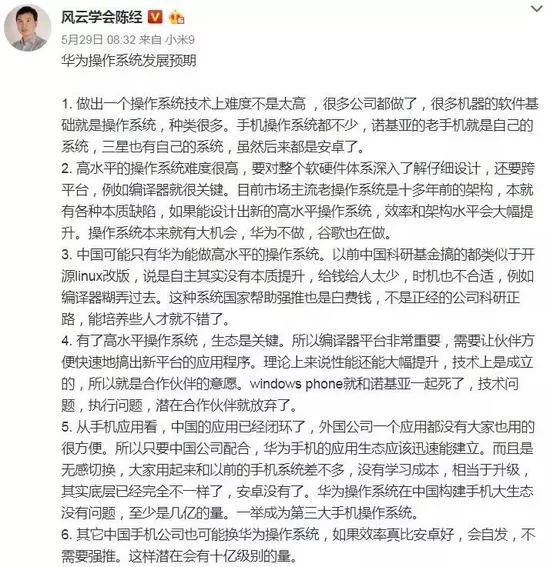 风云学会陈经
5月29日 08:32 来自 小米9
华为操作系统发展预期
1. 做出一个操作系统技术上难度不是太高 ，很多公司都做了，很多机器的软件基
础就是操作系统，种类很多。手机操作系统都不少，诺基亚的老手机就是自己的
系统，三星也有自己的系统，虽然后来都是安卓了。
2. 高水平的操作系统难度很高，要对整个软硬件体系深入了解仔细设计，还要跨
平台，例如编译器就很关键。目前市场主流老操作系统是十多年前的架构，本就
有各种本质缺陷，如果能设计出新的高水平操作系统，效率和架构水平会大幅提
升。操作系统本来就有大机会，华为不做，谷歌也在做。
3. 中国可能只有华为能做高水平的操作系统。以前中国科研基金搞的都类似于开
源linux改版，说是自主其实没有本质提升，给钱给人太少，时机也不合适，例如
编译器糊弄过去。这种系统国家帮助强推也是白费钱，不是正经的公司科研正
路，能培养些人才就不错了。
4. 有了高水平操作系统，生态是关键。所以编译器平台非常重要，需要让伙伴方
便快速地搞出新平台的应用程序。理论上来说性能还能大幅提升，技术上是成立
的，所以就是合作伙伴的意愿。windows phone就和诺基亚一起死了，技术问
题，执行问题，潜在合作伙伴就放弃了。
5. 从手机应用看，中国的应用已经闭环了，外国公司一个应用都没有大家也用的
很方便。所以只要中国公司配合，华为手机的应用生态应该迅速能建立。而且是
无感切换，大家用起来和以前的手机系统差不多，没有学习成本，相当于升级，
其实底层已经完全不一样了，安卓没有了。华为操作系统在中国构建手机大生态
没有问题，至少是几亿的量。一举成为第三大手机操作系统。
6. 其它中国手机公司也可能换华为操作系统，如果效率真比安卓好，会自发，不
需要强推。这样潜在会有十亿级别的量。